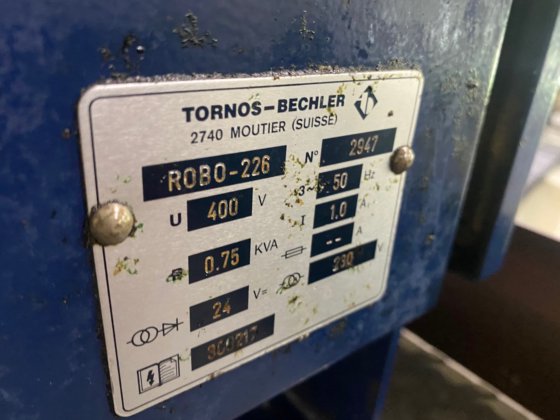 TORNOS-BECHLER
2740 MOUTIER (SUISSE)
ROBO-226 N° 2947
U 400 V 3~ 50 Hz
I 1.0 A
0.75 KVA -- A
230 V
24 V=